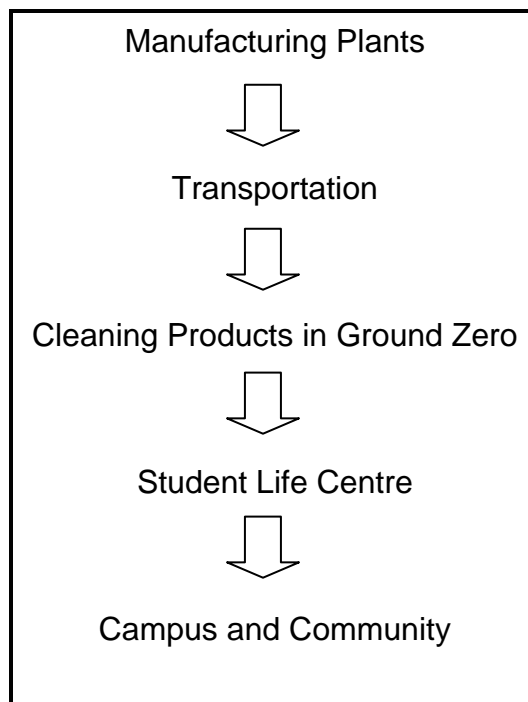 Manufacturing Plants
Transportation
Cleaning Products in Ground Zero
Student Life Centre
Campus and Community